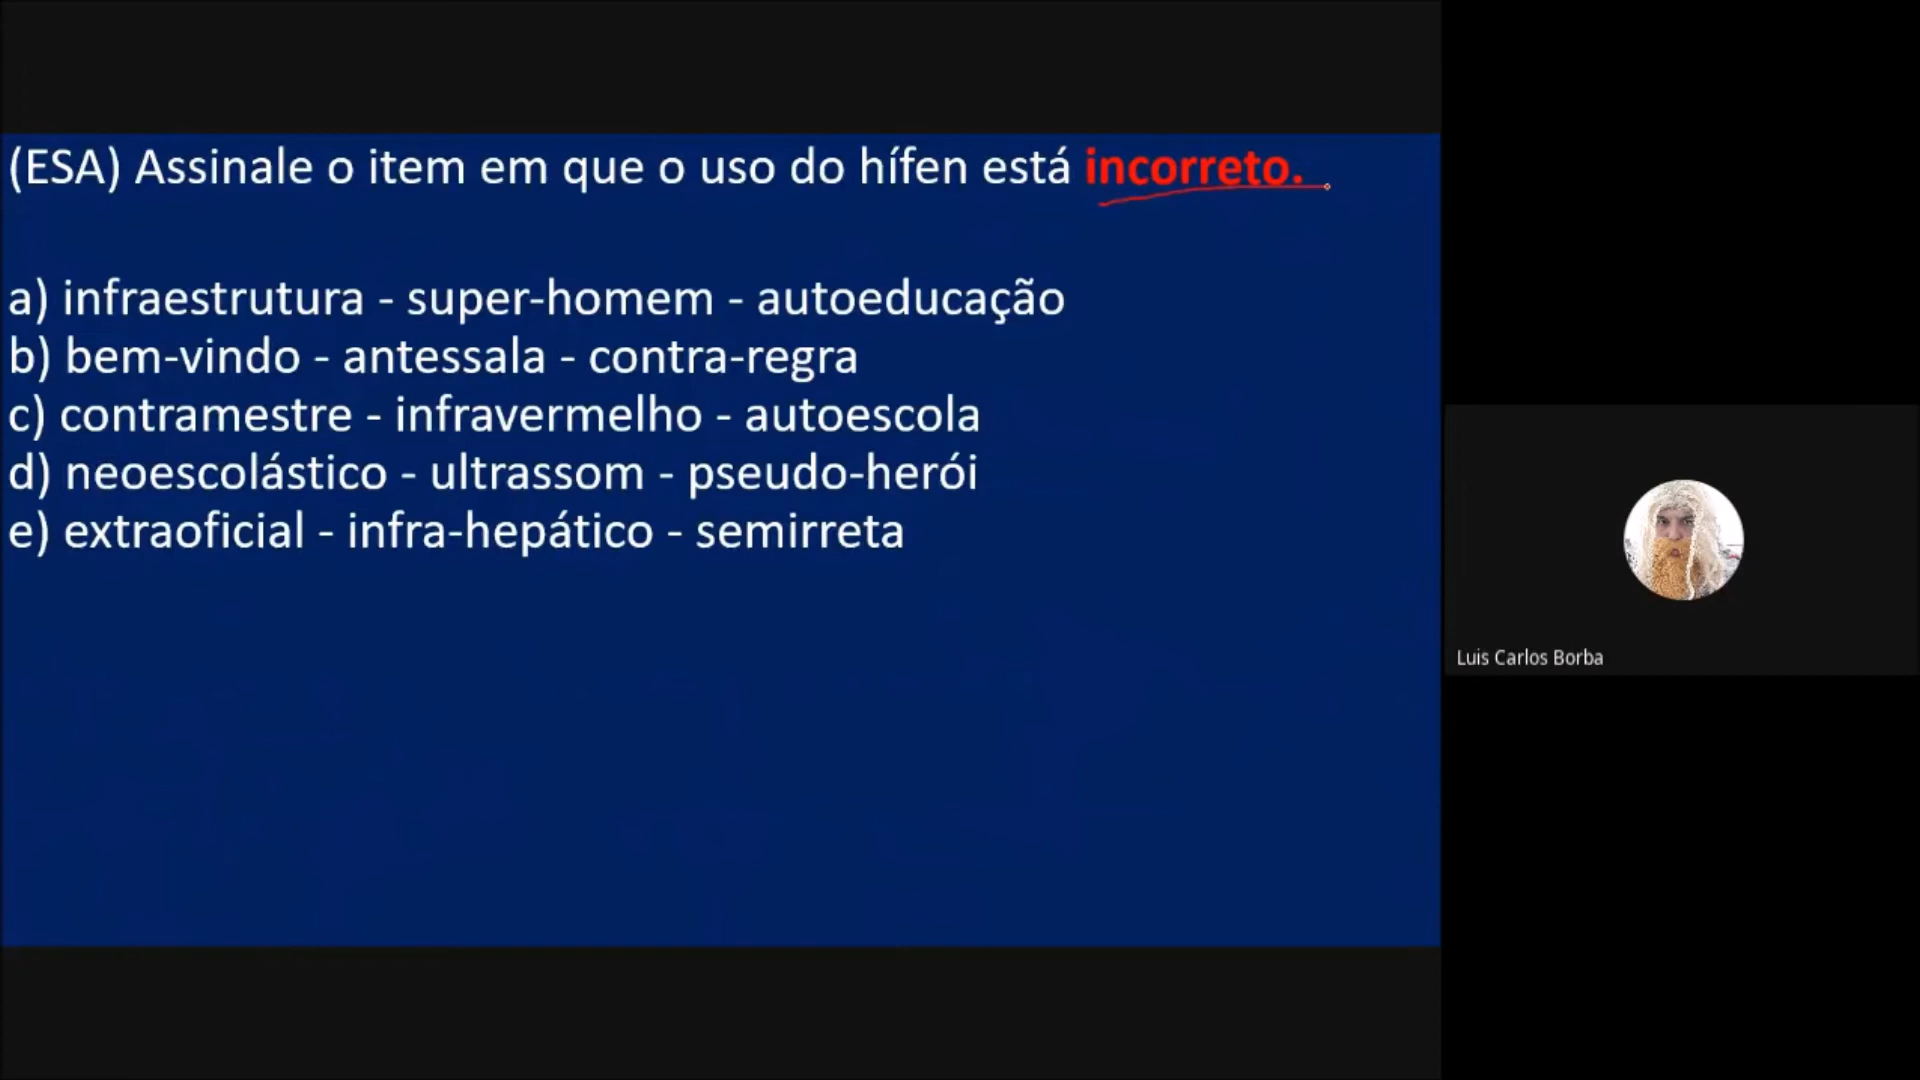 (ESA) Assinale o item em que o uso do hífen está incorreto.
a) infraestrutura - super-homem - autoeducação
b) bem-vindo - antessala - contra-regra
c) contramestre - infravermelho - autoescola
d) neoescolástico - ultrassom - pseudo-herói
e) extraoficial - infra-hepático - semirreta
Luis Carlos Borba